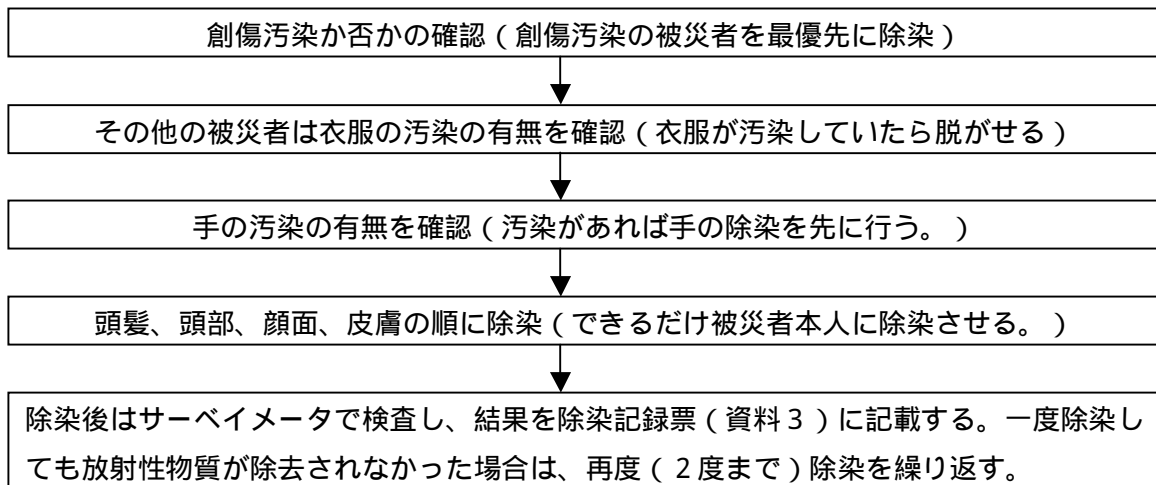 創傷汚染か否かの確認（創傷汚染の被災者を最優先に除染）
その他の被災者は衣服の汚染の有無を確認（衣服が汚染していたら脱がせる）
手の汚染の有無を確認（汚染があれば手の除染を先に行う。）
頭髪、頭部、顔面、皮膚の順に除染（できるだけ被災者本人に除染させる。）
除染後はサーベイメータで検査し、結果を除染記録票（資料３）に記載する。一度除染し
ても放射性物質が除去されなかった場合は、再度（２度まで）除染を繰り返す。